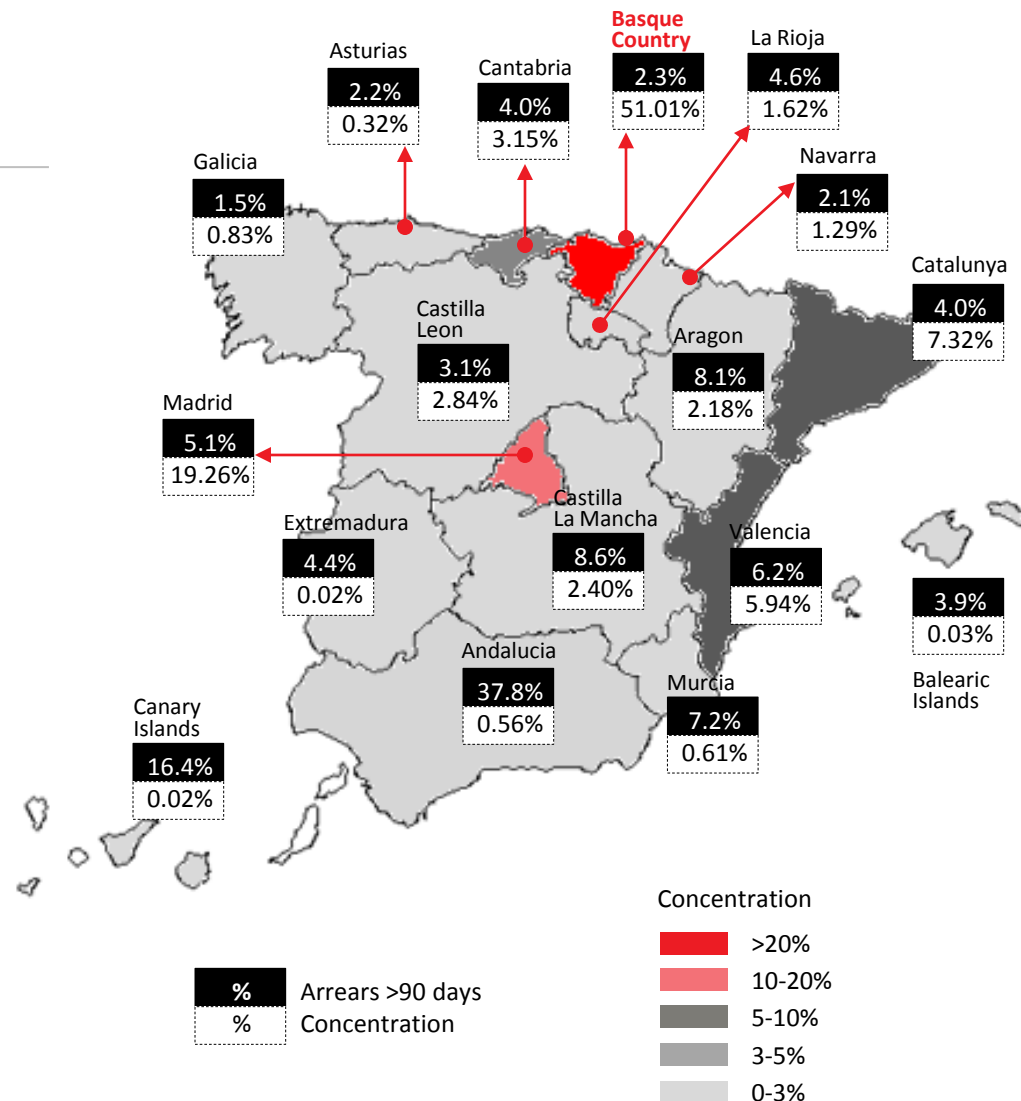 Asturias
2.2%
0.32%
Cantabria
4.0%
3.15%
Basque
Country
2.3%
51.01%
La Rioja
4.6%
1.62%
Galicia
1.5%
0.83%
Navarra
2.1%
1.29%
Catalunya
4.0%
7.32%
Castilla
Leon
3.1%
2.84%
Aragon
8.1%
2.18%
Madrid
5.1%
19.26%
Extremadura
4.4%
0.02%
Castilla
La Mancha
8.6%
2.40%
Valencia
6.2%
5.94%
3.9%
0.03%
Balearic
Islands
Andalucia
37.8%
0.56%
Murcia
7.2%
0.61%
Canary
Islands
16.4%
0.02%
% Arrears >90 days
% Concentration
Concentration
>20%
10-20%
5-10%
3-5%
0-3%